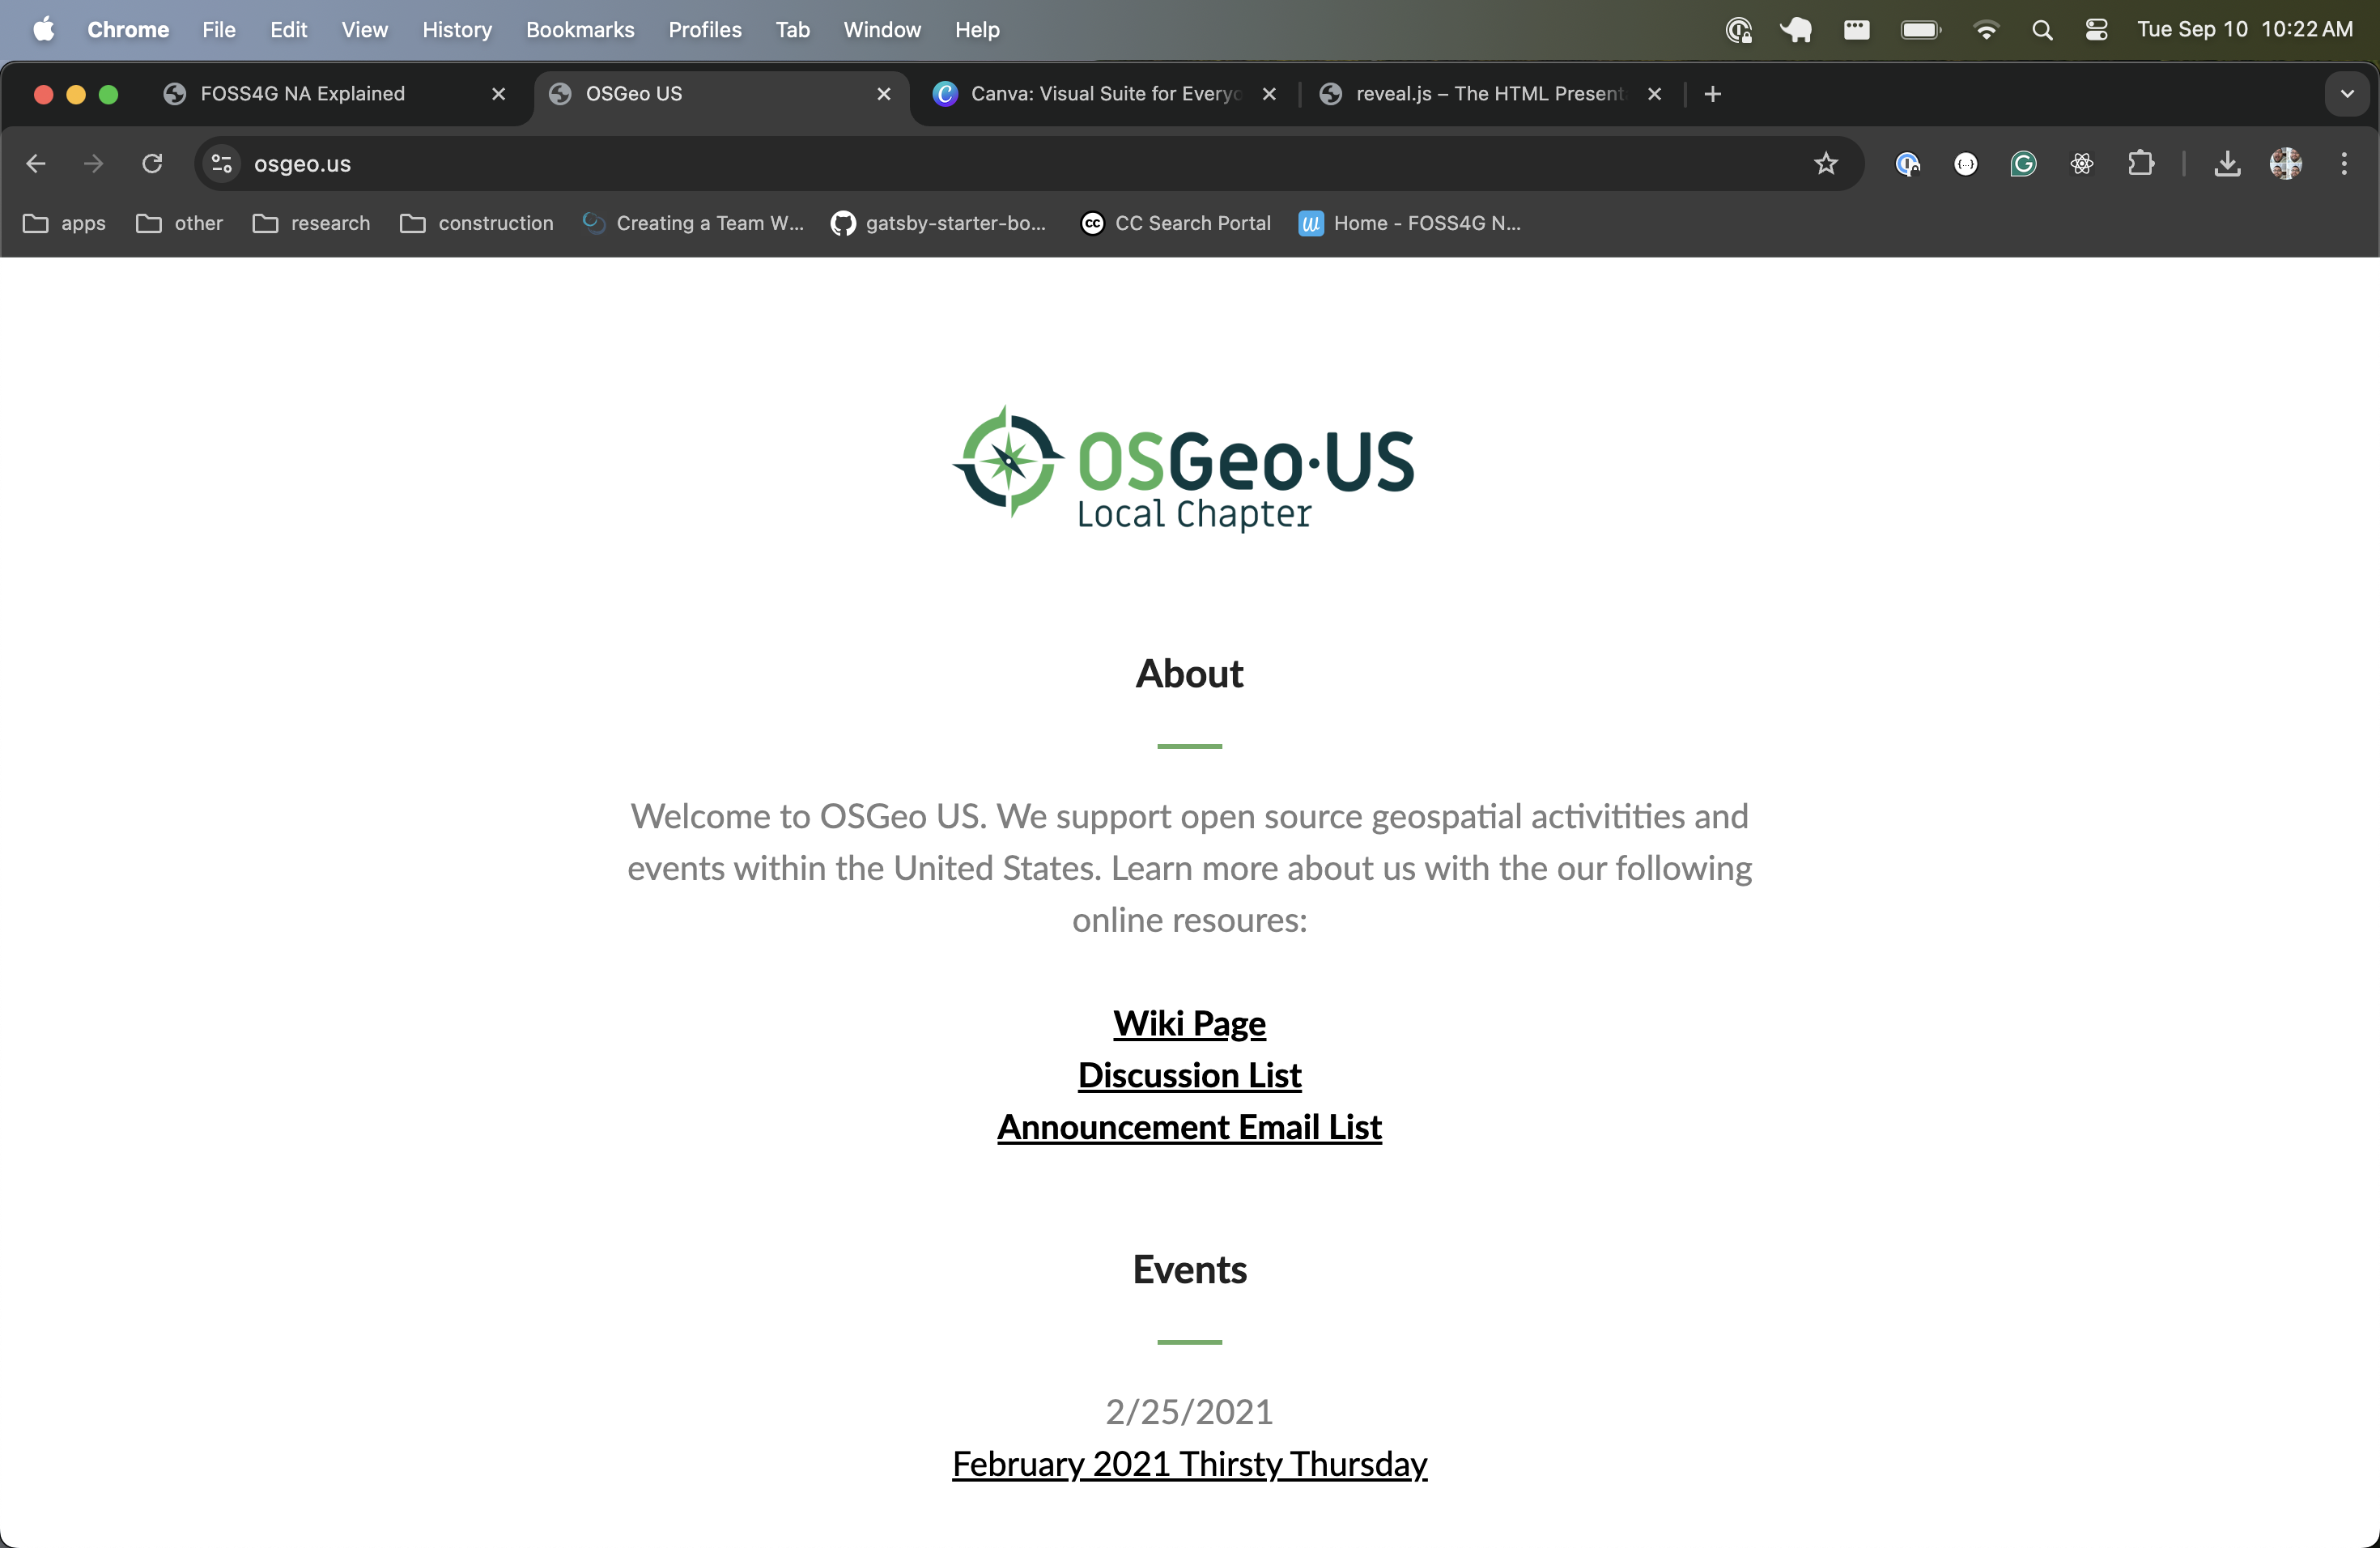 Chrome File Edit View History Bookmarks Profiles Tab Window Help Tue Sep 10 10:22 AM
FOSS4G NA Explained OSGeo US Canva: Visual Suite for Everyo reveal.js – The HTML Present
osgeo.us
apps other research construction Creating a Team W... gatsby-starter-bo... CC Search Portal Home - FOSS4G N...
OSGeo·US
Local Chapter
About
Welcome to OSGeo US. We support open source geospatial activitities and
events within the United States. Learn more about us with the our following
online resoures:
Wiki Page
Discussion List
Announcement Email List
Events
2/25/2021
February 2021 Thirsty Thursday